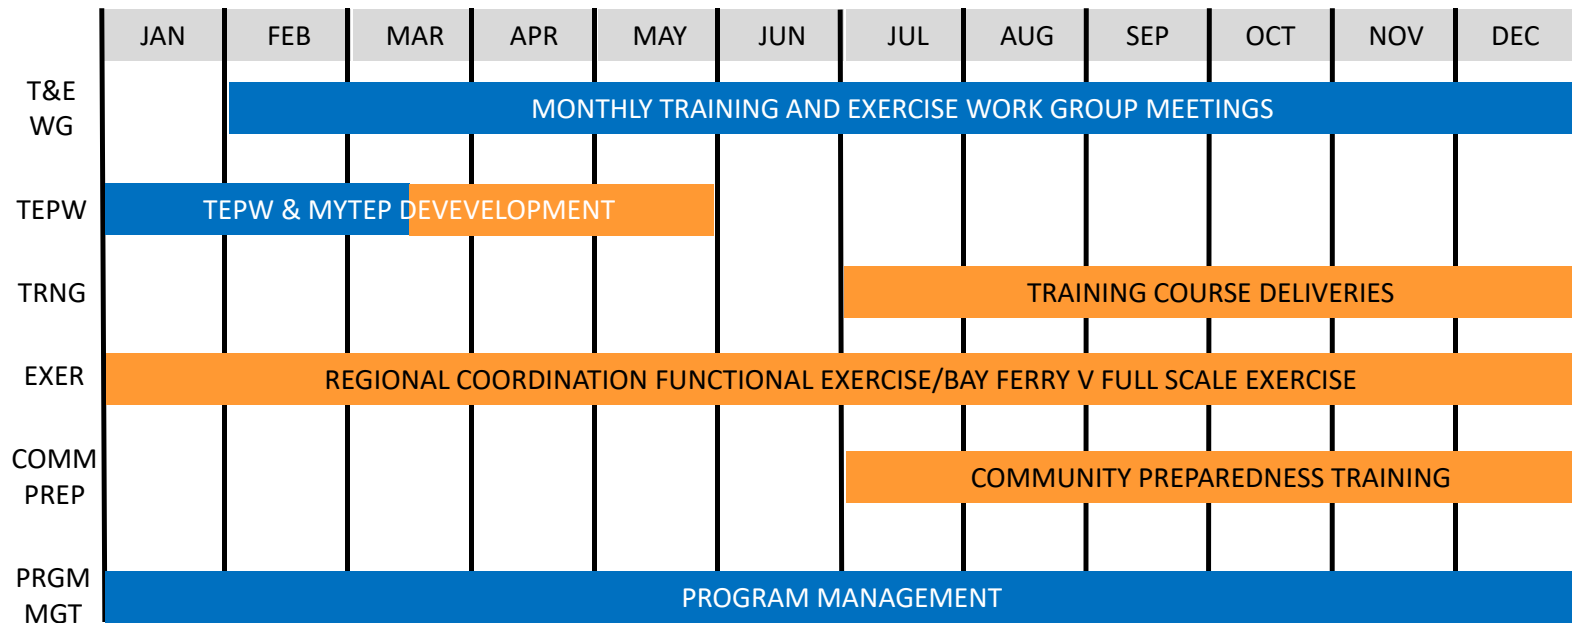 JAN FEB MAR APR MAY JUN JUL AUG SEP OCT NOV DEC
T&E
WG
MONTHLY TRAINING AND EXERCISE WORK GROUP MEETINGS
TEPW
TEPW & MYTEP DEVEVELOPMENT
TRNG
TRAINING COURSE DELIVERIES
EXER
REGIONAL COORDINATION FUNCTIONAL EXERCISE/BAY FERRY V FULL SCALE EXERCISE
COMM
PREP
COMMUNITY PREPAREDNESS TRAINING
PRGM
MGT
PROGRAM MANAGEMENT